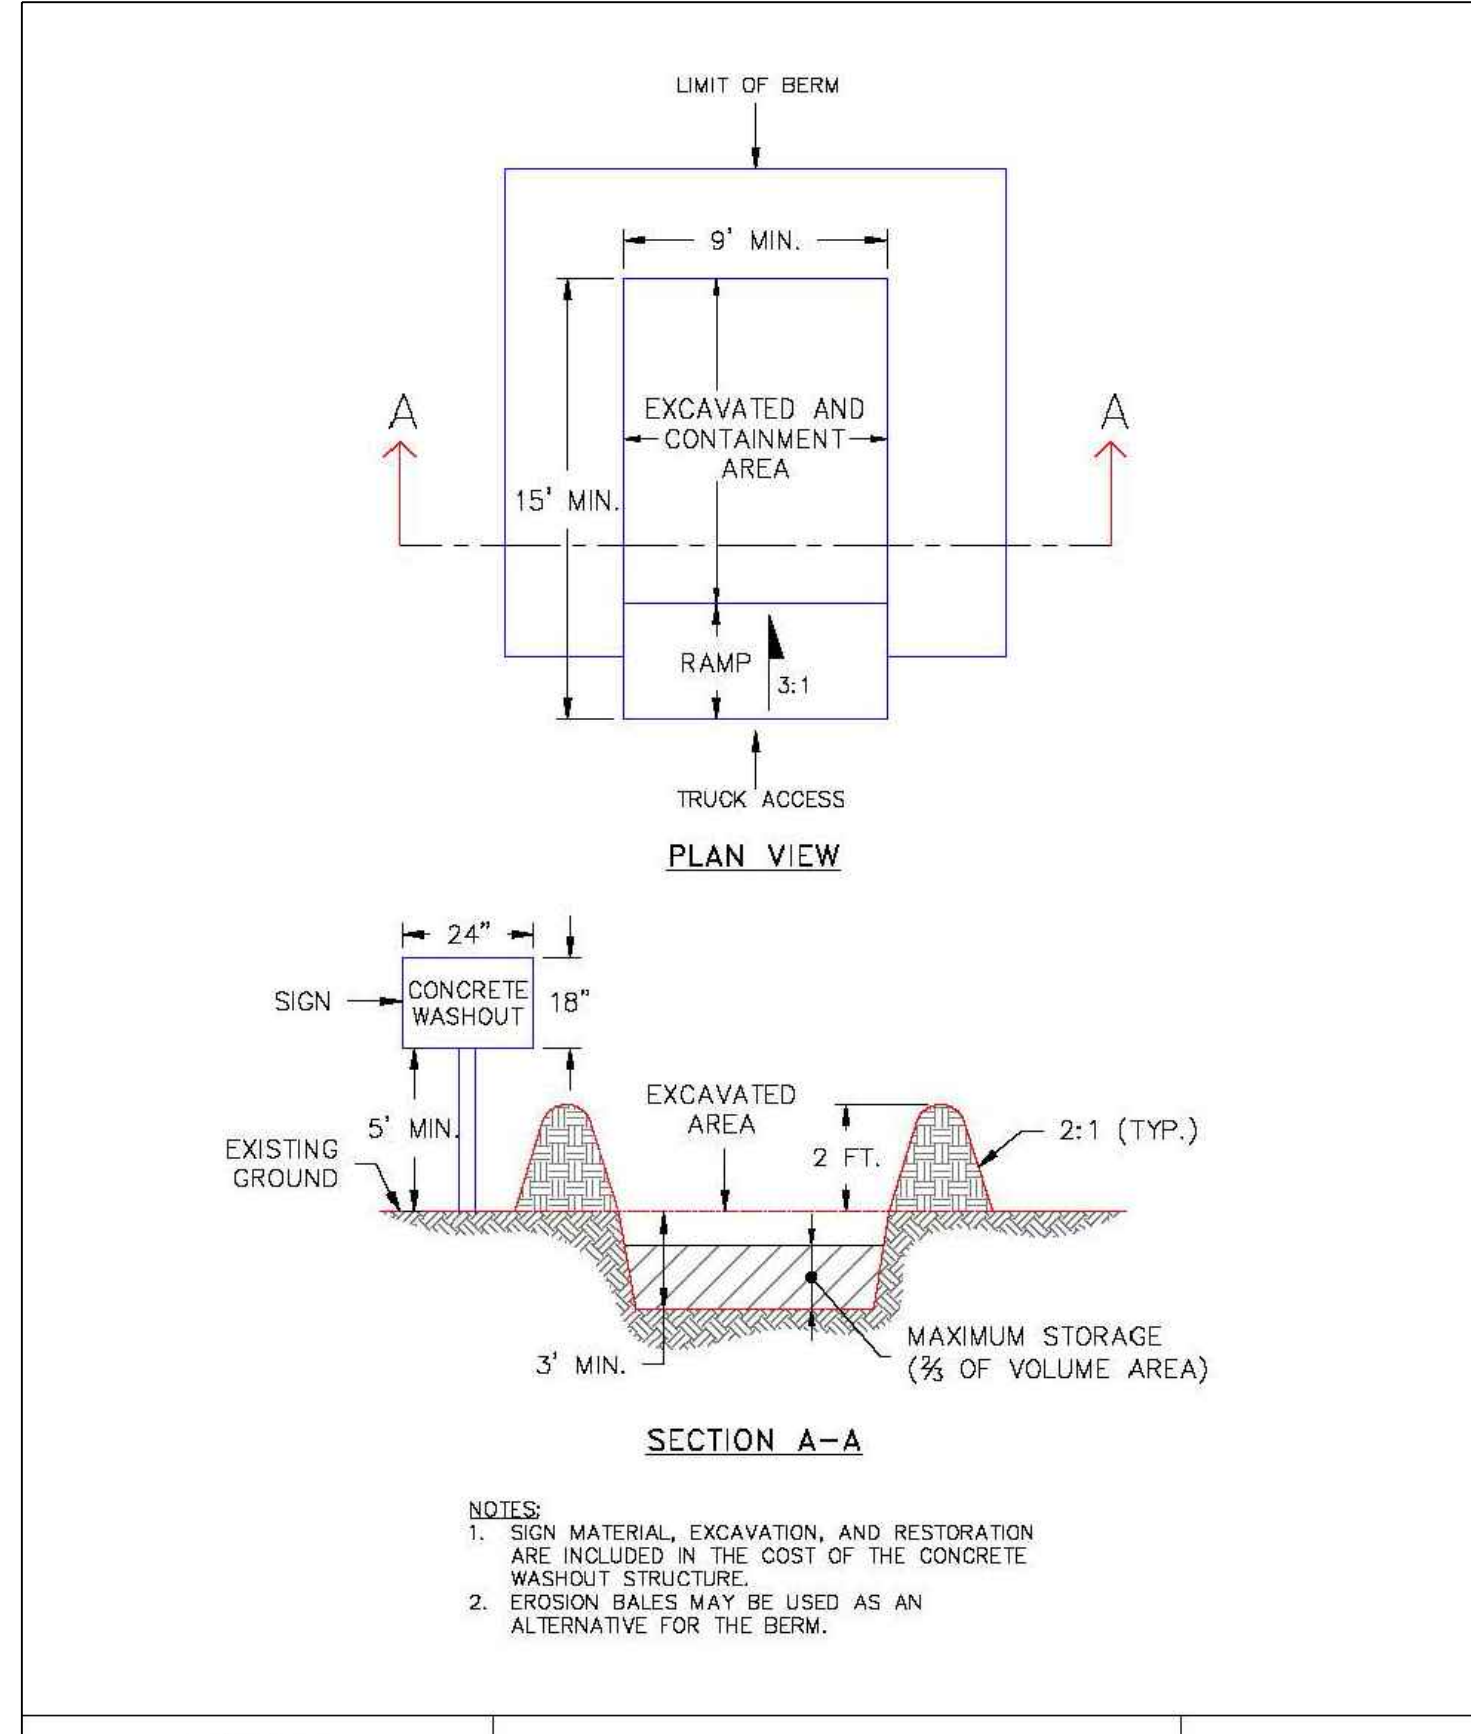 LIMIT OF BERM
9' MIN.
A
A
EXCAVATED AND
CONTAINMENT
AREA
15' MIN.
RAMP
3:1
TRUCK ACCESS
PLAN VIEW
24"
SIGN
CONCRETE
WASHOUT
18"
5' MIN.
EXISTING
GROUND
EXCAVATED
AREA
2 FT.
2:1 (TYP.)
3' MIN.
MAXIMUM STORAGE
(⅔ OF VOLUME AREA)
SECTION A-A
NOTES:
1. SIGN MATERIAL, EXCAVATION, AND RESTORATION
ARE INCLUDED IN THE COST OF THE CONCRETE
WASHOUT STRUCTURE.
2. EROSION BALES MAY BE USED AS AN
ALTERNATIVE FOR THE BERM.